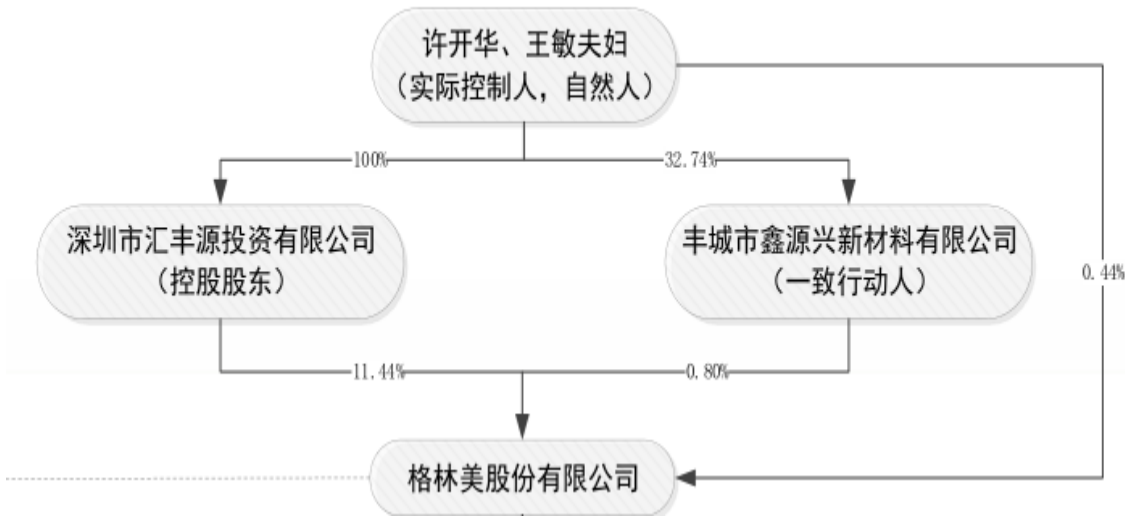 许开华、王敏夫妇
（实际控制人，自然人）
100%
32.74%
深圳市汇丰源投资有限公司
（控股股东）
丰城市鑫源兴新材料有限公司
（一致行动人）
0.44%
11.44%
0.80%
格林美股份有限公司